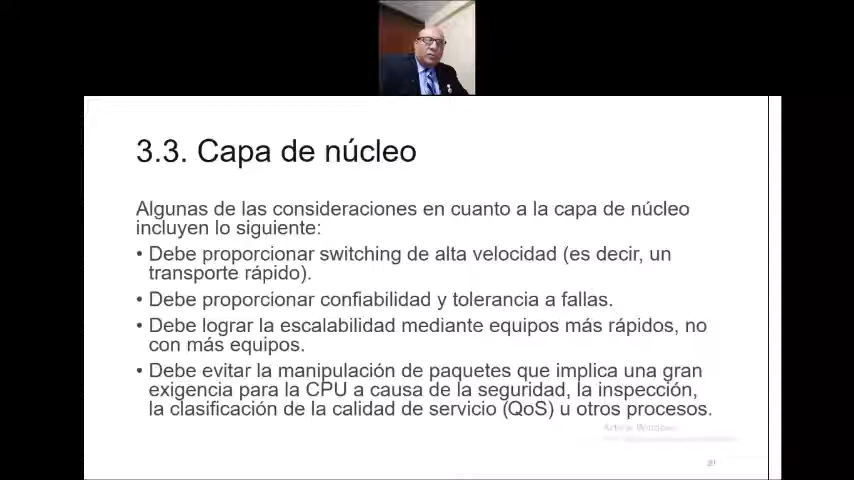 3.3. Capa de núcleo
Algunas de las consideraciones en cuanto a la capa de núcleo
incluyen lo siguiente:
• Debe proporcionar switching de alta velocidad (es decir, un
transporte rápido).
• Debe proporcionar confiabilidad y tolerancia a fallas.
• Debe lograr la escalabilidad mediante equipos más rápidos, no
con más equipos.
• Debe evitar la manipulación de paquetes que implica una gran
exigencia para la CPU a causa de la seguridad, la inspección,
la clasificación de la calidad de servicio (QoS) u otros procesos.
Activar Windows